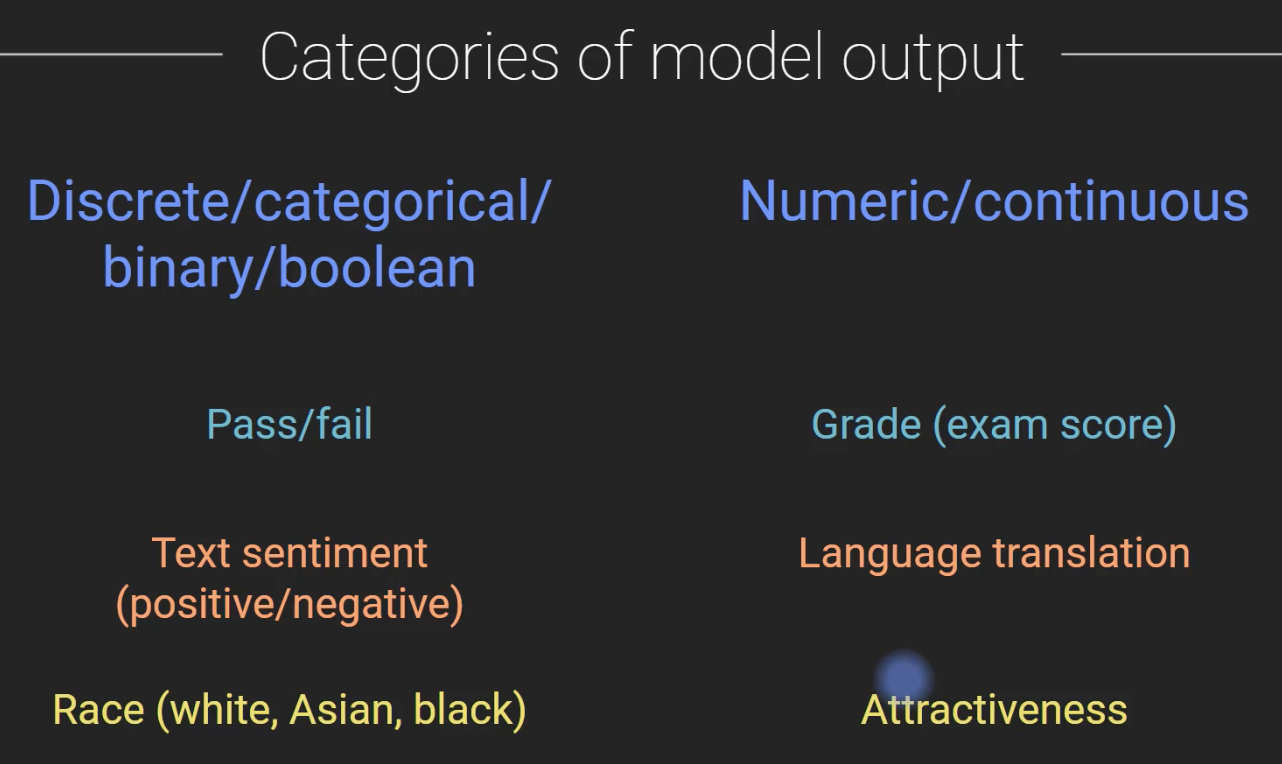 Categories of model output
Discrete/categorical/
binary/boolean
Numeric/continuous
Pass/fail
Grade (exam score)
Text sentiment
(positive/negative)
Language translation
Race (white, Asian, black)
Attractiveness